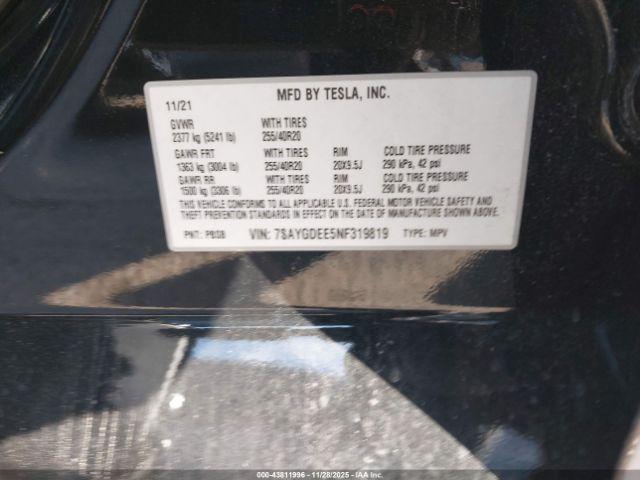 MFD BY TESLA, INC.
11/21
GVWR WITH TIRES
2377 kg (5241 lb) 255/40R20
GAWR FRT WITH TIRES RIM COLD TIRE PRESSURE
1363 kg (3004 lb) 255/40R20 20X9.5J 290 kPa, 42 psi
GAWR RR WITH TIRES RIM COLD TIRE PRESSURE
1500 kg (3306 lb) 255/40R20 20X9.5J 290 kPa, 42 psi
THIS VEHICLE CONFORMS TO ALL APPLICABLE U.S. FEDERAL MOTOR VEHICLE SAFETY AND
THEFT PREVENTION STANDARDS IN EFFECT ON THE DATE OF MANUFACTURE SHOWN ABOVE.
PNT: PBSB VIN: 7SAYGDEE5NF319819 TYPE: MPV
000-43811996 - 11/28/2025 - IAA Inc.